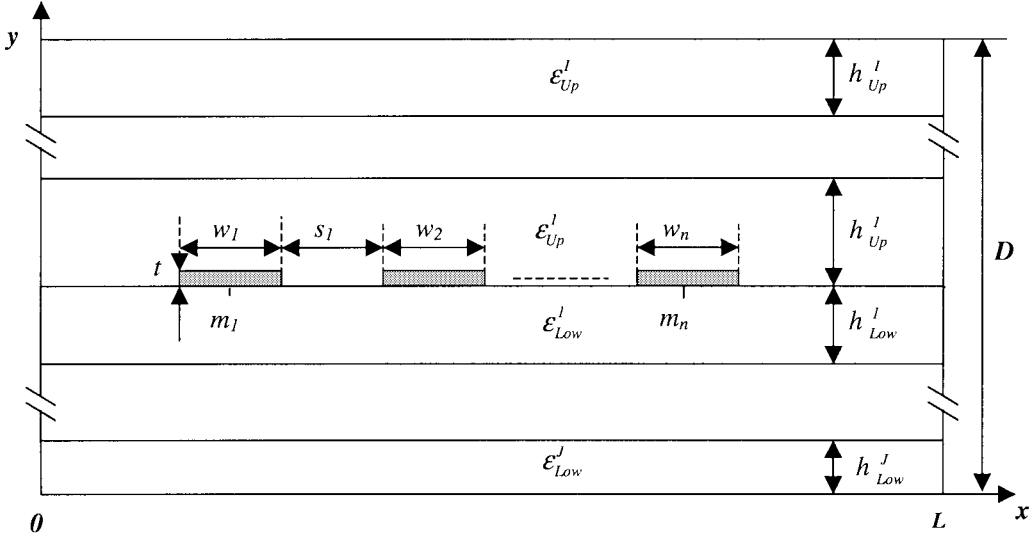 y
ε^I_Up
h^I_Up
w_1
s_1
w_2
ε^1_Up
w_n
h^1_Up
D
t
m_1
ε^1_Low
m_n
h^1_Low
ε^J_Low
h^J_Low
0
L
x